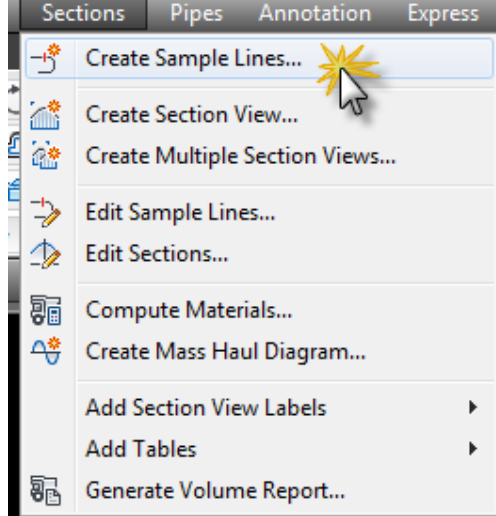 Sections Pipes Annotation Express
Create Sample Lines...
Create Section View...
Create Multiple Section Views...
Edit Sample Lines...
Edit Sections...
Compute Materials...
Create Mass Haul Diagram...
Add Section View Labels
Add Tables
Generate Volume Report...